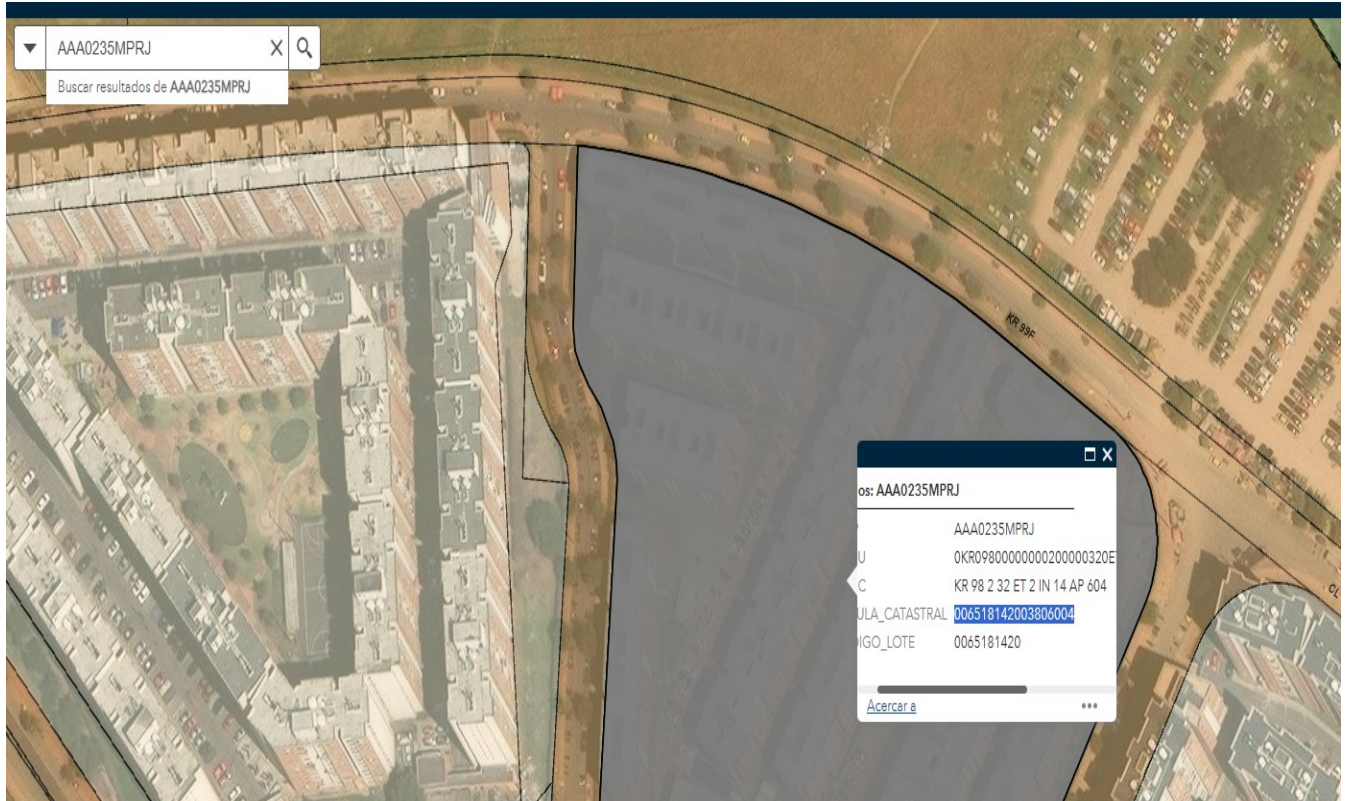 AAA0235MPRJ
Buscar resultados de AAA0235MPRJ
KR 99F
os: AAA0235MPRJ
AAA0235MPRJ
U 0KR09800000000200000320E
C KR 98 2 32 ET 2 IN 14 AP 604
ULA_CATASTRAL 006518142003806004
IGO_LOTE 0065181420
CL
Acercar a